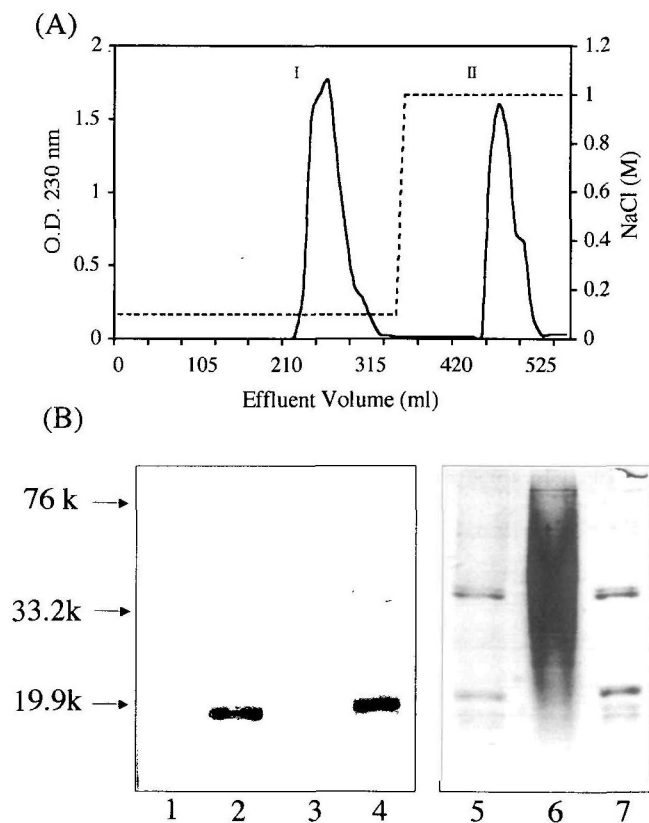 (A)
I
II
2
1.5
1
0.5
0
O.D. 230 nm
1.2
1
0.8
0.6
0.4
0.2
0
NaCl (M)
0 105 210 315 420 525
Effluent Volume (ml)
(B)
76 k
33.2k
19.9k
1 2 3 4 5 6 7